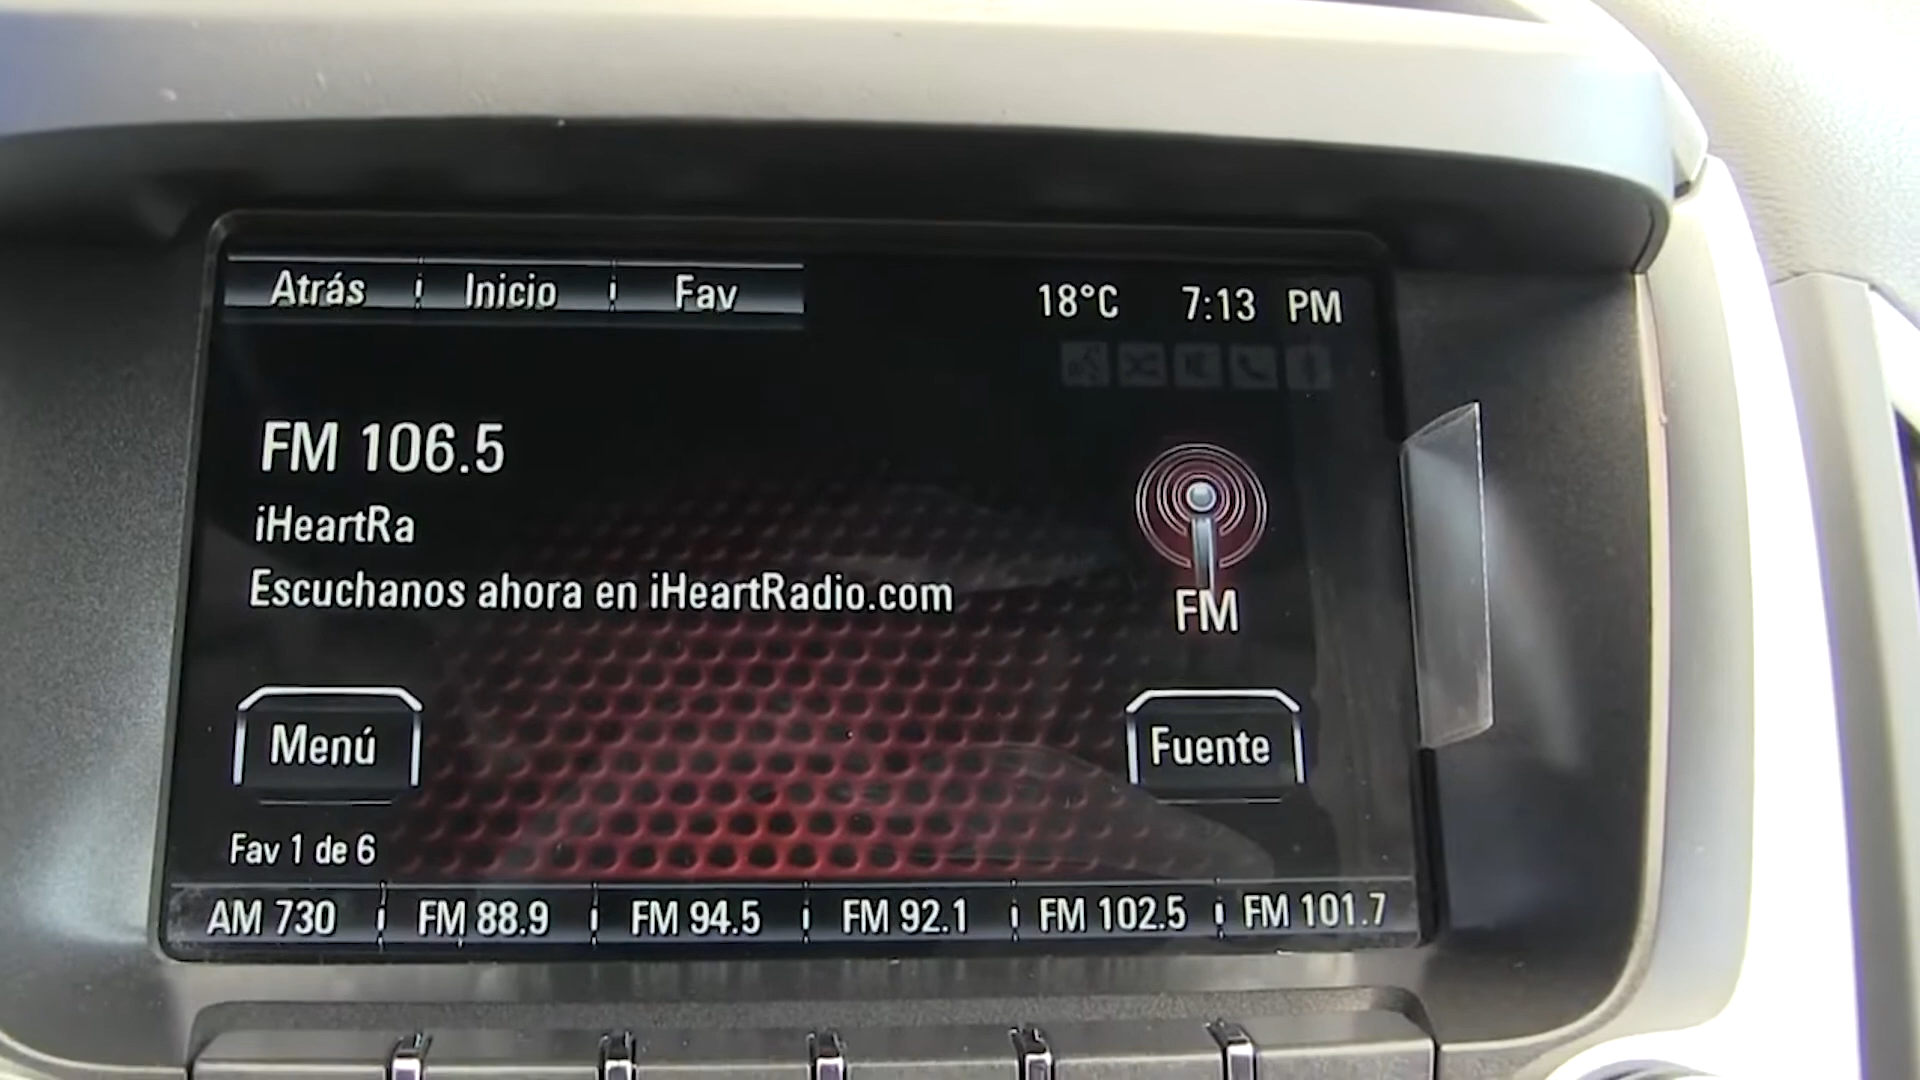 Atrás Inicio Fav 18°C 7:13 PM
FM 106.5
iHeartRa
Escuchanos ahora en iHeartRadio.com
FM
Menú Fuente
Fav 1 de 6
AM 730 FM 88.9 FM 94.5 FM 92.1 FM 102.5 FM 101.7